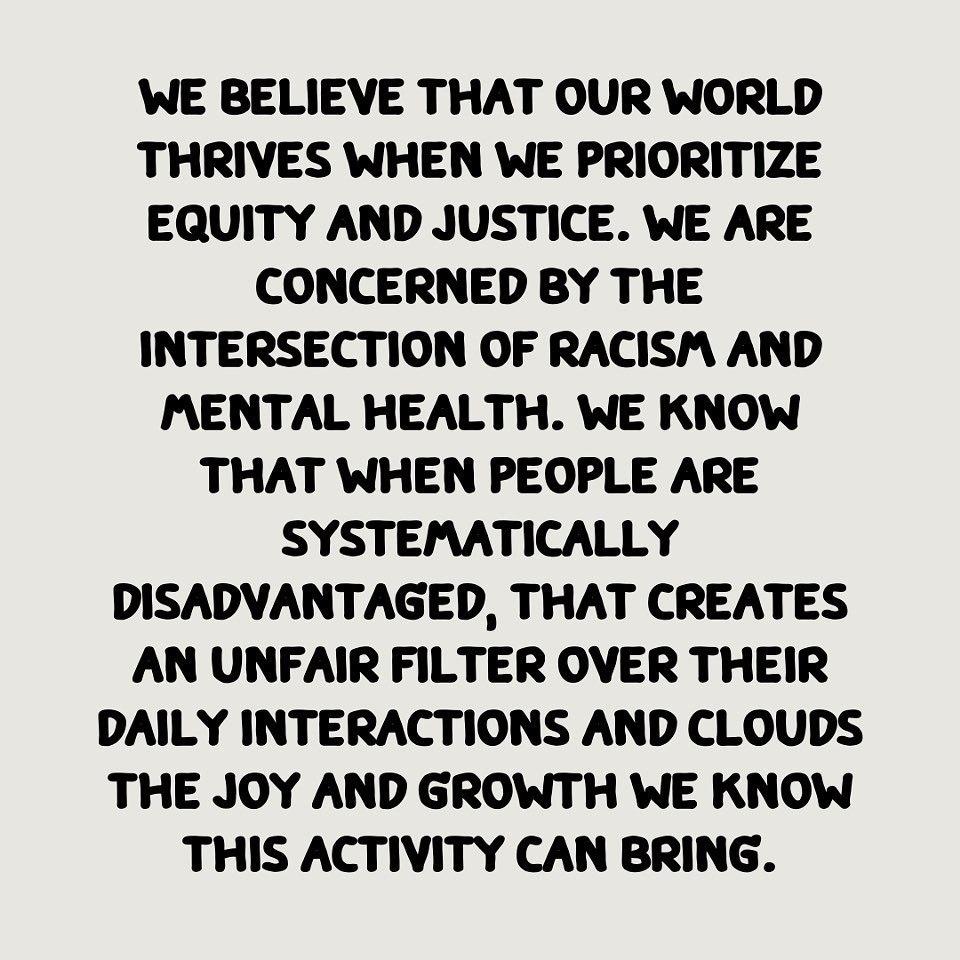 WE BELIEVE THAT OUR WORLD
THRIVES WHEN WE PRIORITIZE
EQUITY AND JUSTICE. WE ARE
CONCERNED BY THE
INTERSECTION OF RACISM AND
MENTAL HEALTH. WE KNOW
THAT WHEN PEOPLE ARE
SYSTEMATICALLY
DISADVANTAGED, THAT CREATES
AN UNFAIR FILTER OVER THEIR
DAILY INTERACTIONS AND CLOUDS
THE JOY AND GROWTH WE KNOW
THIS ACTIVITY CAN BRING.